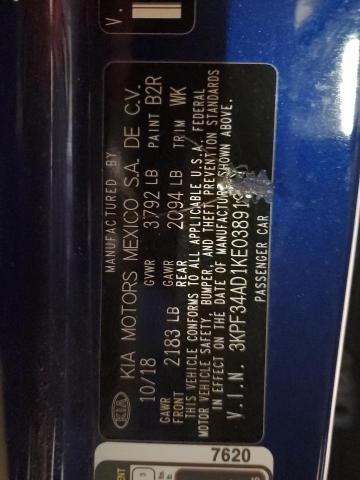 MANUFACTURED BY
KIA KIA MOTORS MEXICO S.A. DE C.V.
10/18 GVWR 3792 LB PAINT B2R
GAWR FRONT 2183 LB GAWR REAR 2094 LB TRIM WK
THIS VEHICLE CONFORMS TO ALL APPLICABLE U.S.A. FEDERAL
MOTOR VEHICLE SAFETY, BUMPER, AND THEFT PREVENTION STANDARDS
IN EFFECT ON THE DATE OF MANUFACTURE SHOWN ABOVE.
V.I.N. 
PASSENGER CAR
7620